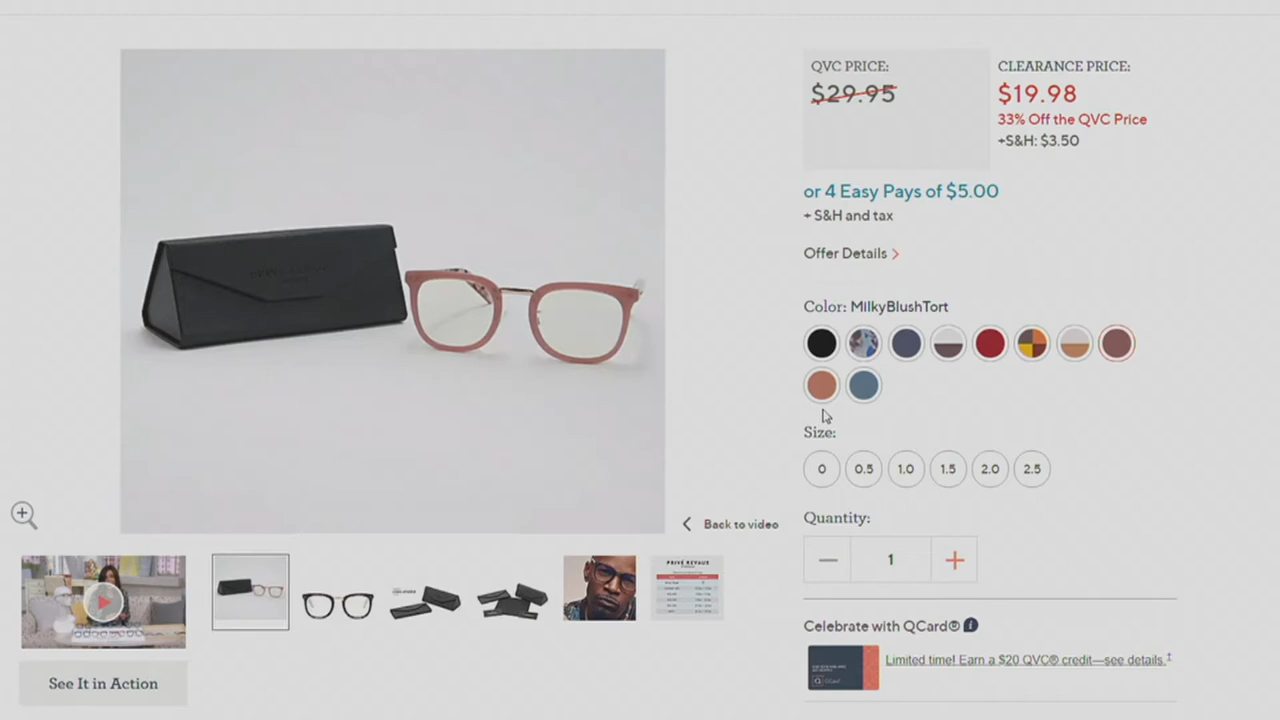 QVC PRICE:
$29.95
CLEARANCE PRICE:
$19.98
33% Off the QVC Price
+S&H: $3.50
or 4 Easy Pays of $5.00
+ S&H and tax
Offer Details
Color: MilkyBlushTort
Size:
0 0.5 1.0 1.5 2.0 2.5
Back to video
Quantity:
1
PRIVÉ REVAUX
See It in Action
Celebrate with QCard®
Limited time! Earn a $20 QVC® credit—see details.‡